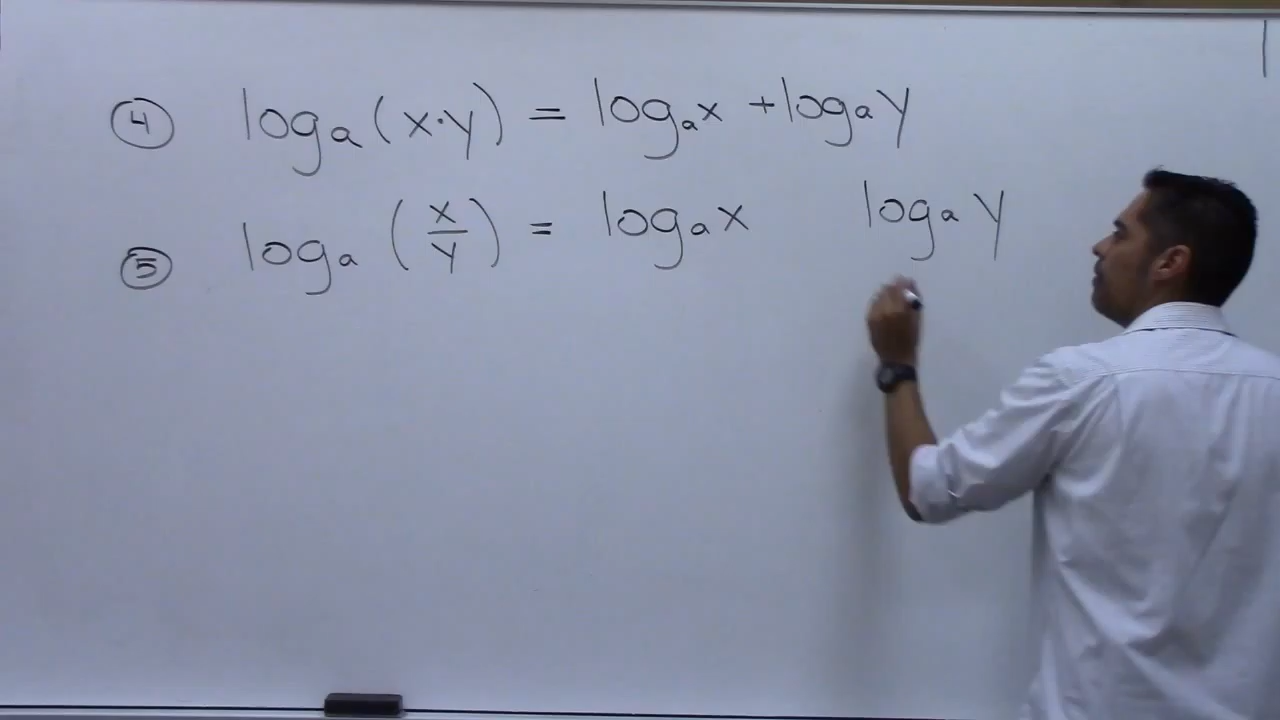 ④ logₐ (x·y) = logₐx + logₐy
⑤ logₐ (x/y) = logₐx logₐy